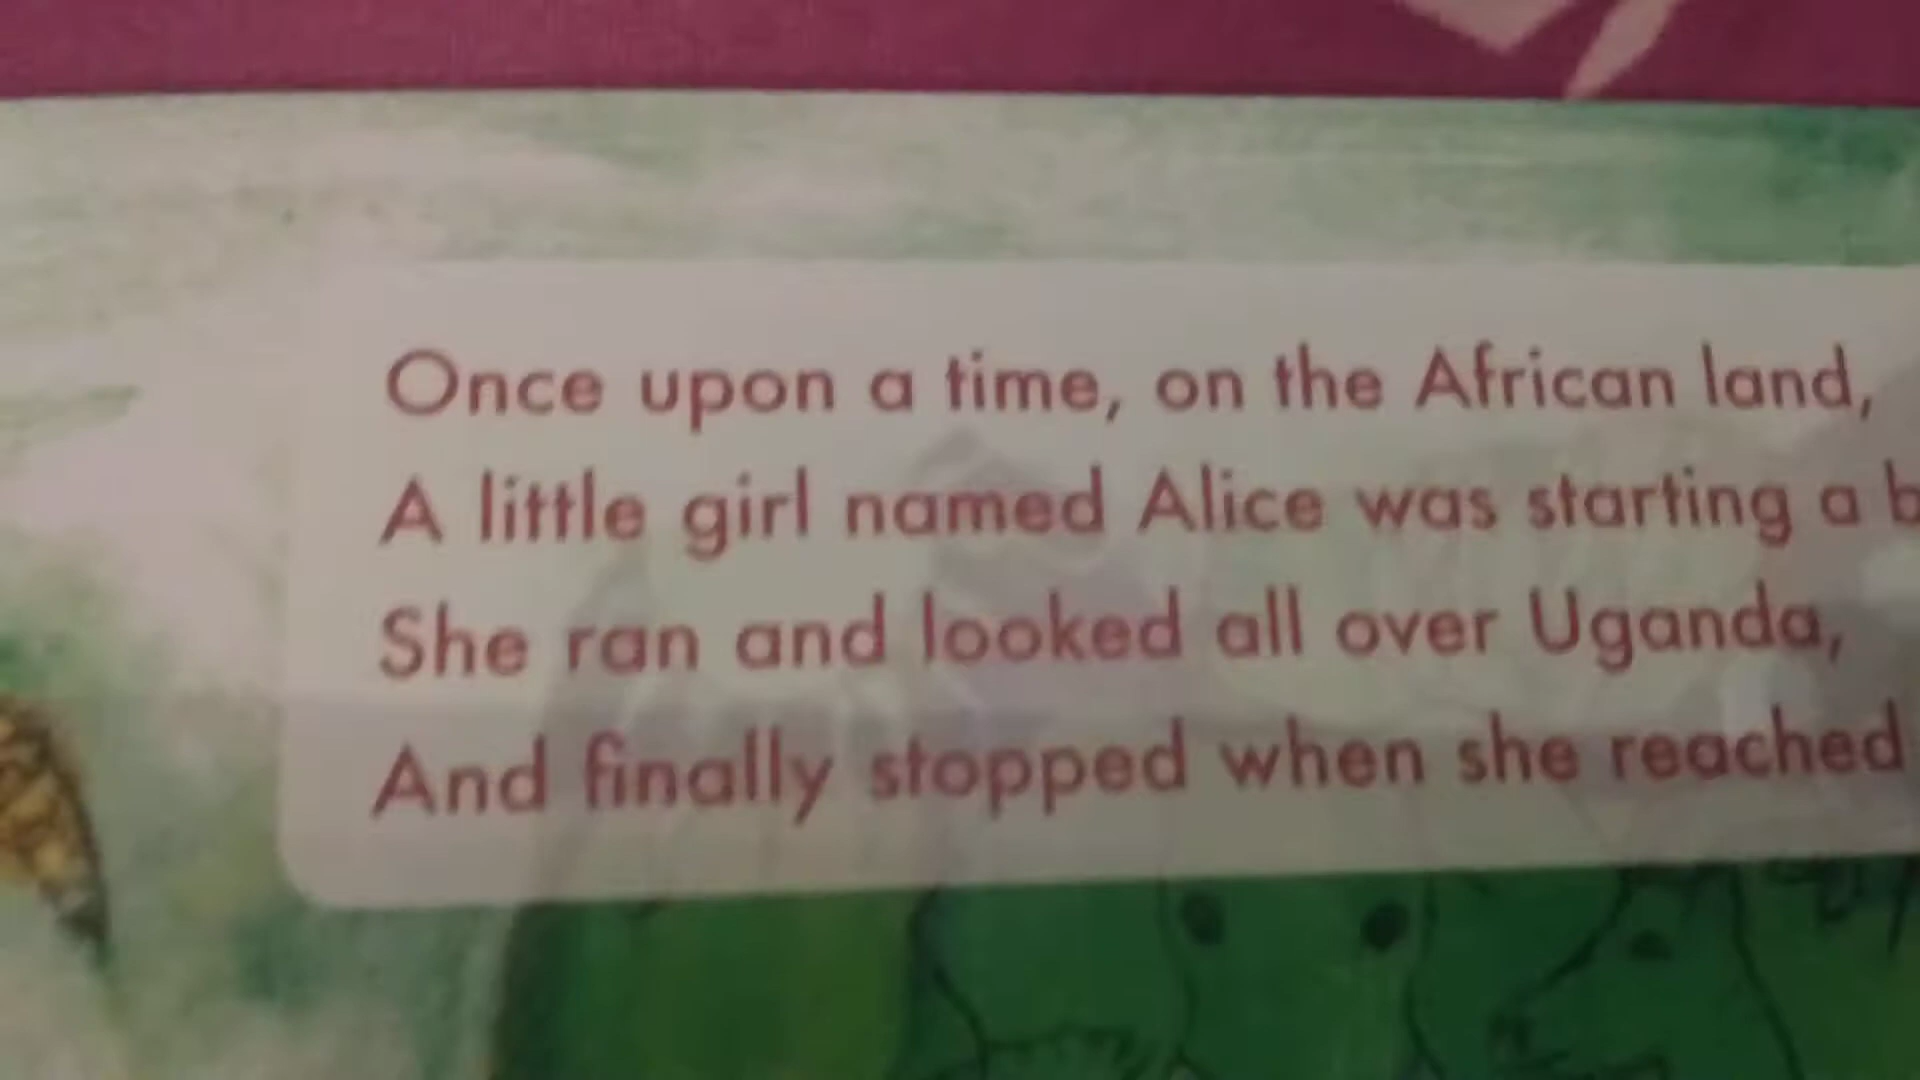 Once upon a time, on the African land,
A little girl named Alice was starting a
She ran and looked all over Uganda,
And finally stopped when she reached